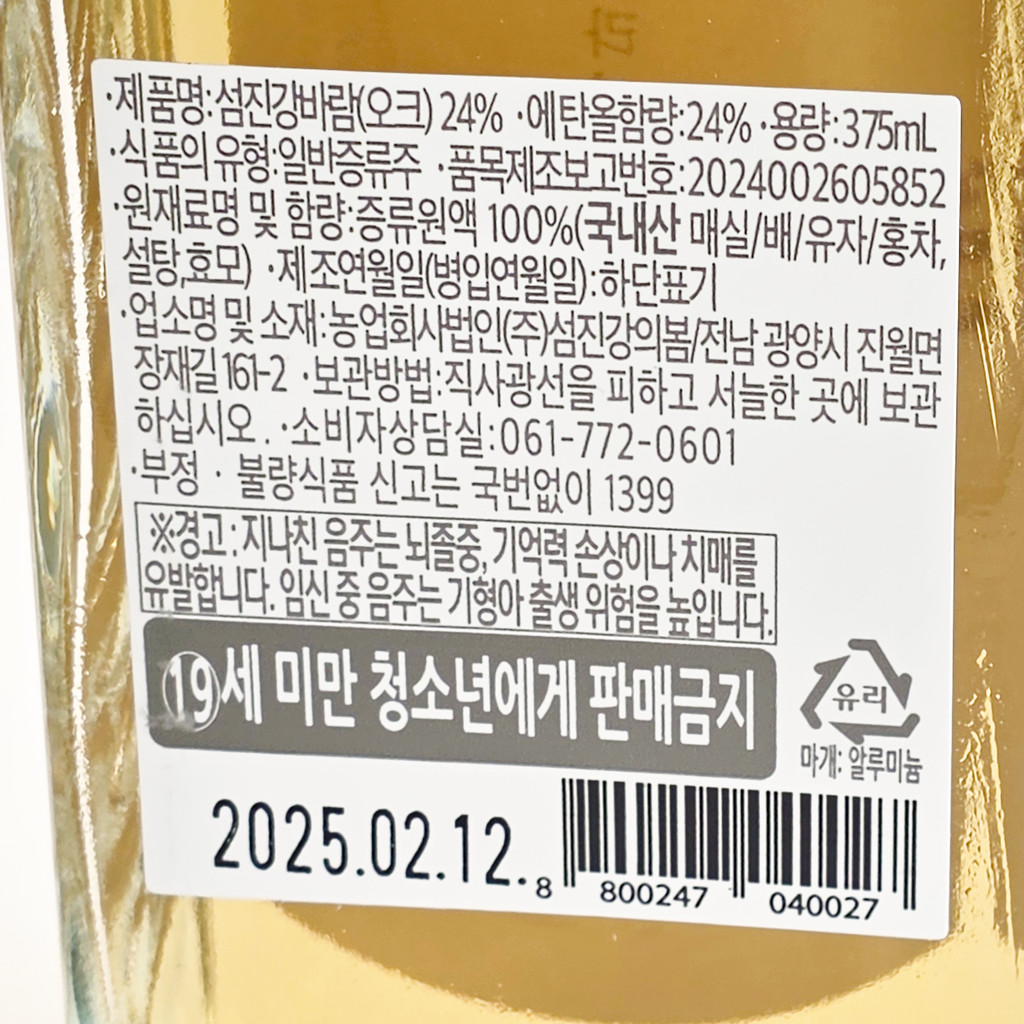 ·제품명:섬진강바람(오크) 24% ·에탄올함량:24%·용량:375mL
·식품의 유형:일반증류주 ·품목제조보고번호:2024002605852
·원재료명 및 함량:증류원액 100%(국내산 매실/배/유자/홍차,
설탕,효모) ·제조연월일(병입연월일):하단표기
·업소명 및 소재:농업회사법인(주)섬진강의봄/전남 광양시 진월면
장재길 161-2 ·보관방법:직사광선을 피하고 서늘한 곳에 보관
하십시오. ·소비자상담실:061-772-0601
·부정·불량식품 신고는 국번없이 1399
※경고: 지나친 음주는 뇌졸중, 기억력 손상이나 치매를
유발합니다. 임신 중 음주는 기형아 출생 위험을 높입니다.
⑲세 미만 청소년에게 판매금지
유리
마개: 알루미늄
2025.02.12.
8 800247 040027